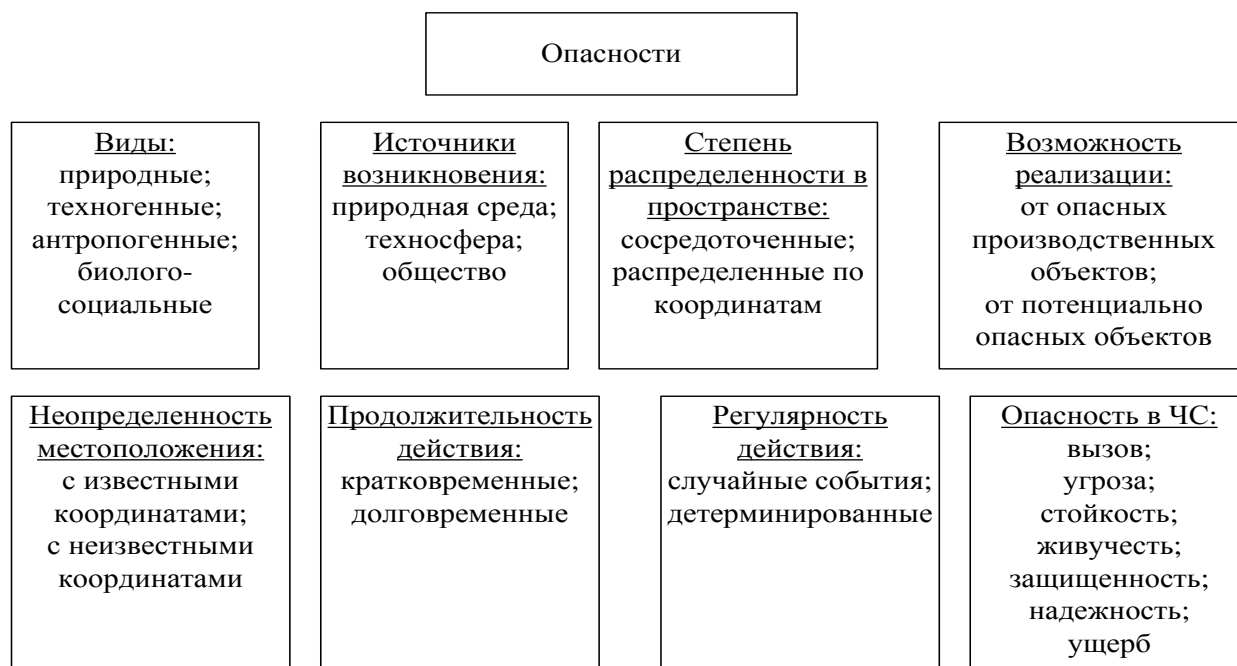 Опасности
Виды:
природные;
техногенные;
антропогенные;
биолого-
социальные
Источники
возникновения:
природная среда;
техносфера;
общество
Степень
распределенности в
пространстве:
сосредоточенные;
распределенные по
координатам
Возможность
реализации:
от опасных
производственных
объектов;
от потенциально
опасных объектов
Неопределенность
местоположения:
с известными
координатами;
с неизвестными
координатами
Продолжительность
действия:
кратковременные;
долговременные
Регулярность
действия:
случайные события;
детерминированные
Опасность в ЧС:
вызов;
угроза;
стойкость;
живучесть;
защищенность;
надежность;
ущерб